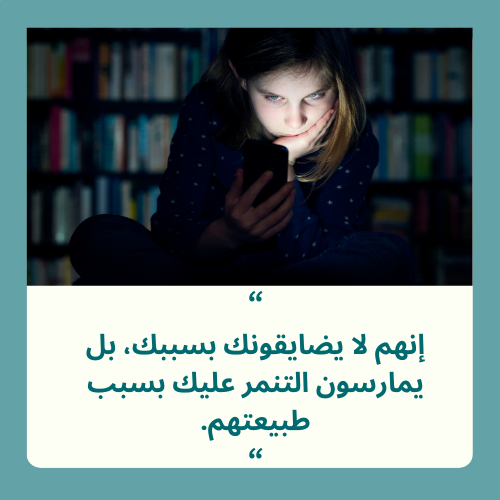 “
إنهم لا يضايقونك بسببك، بل
يمارسون التنمر عليك بسبب
طبيعتهم.
“